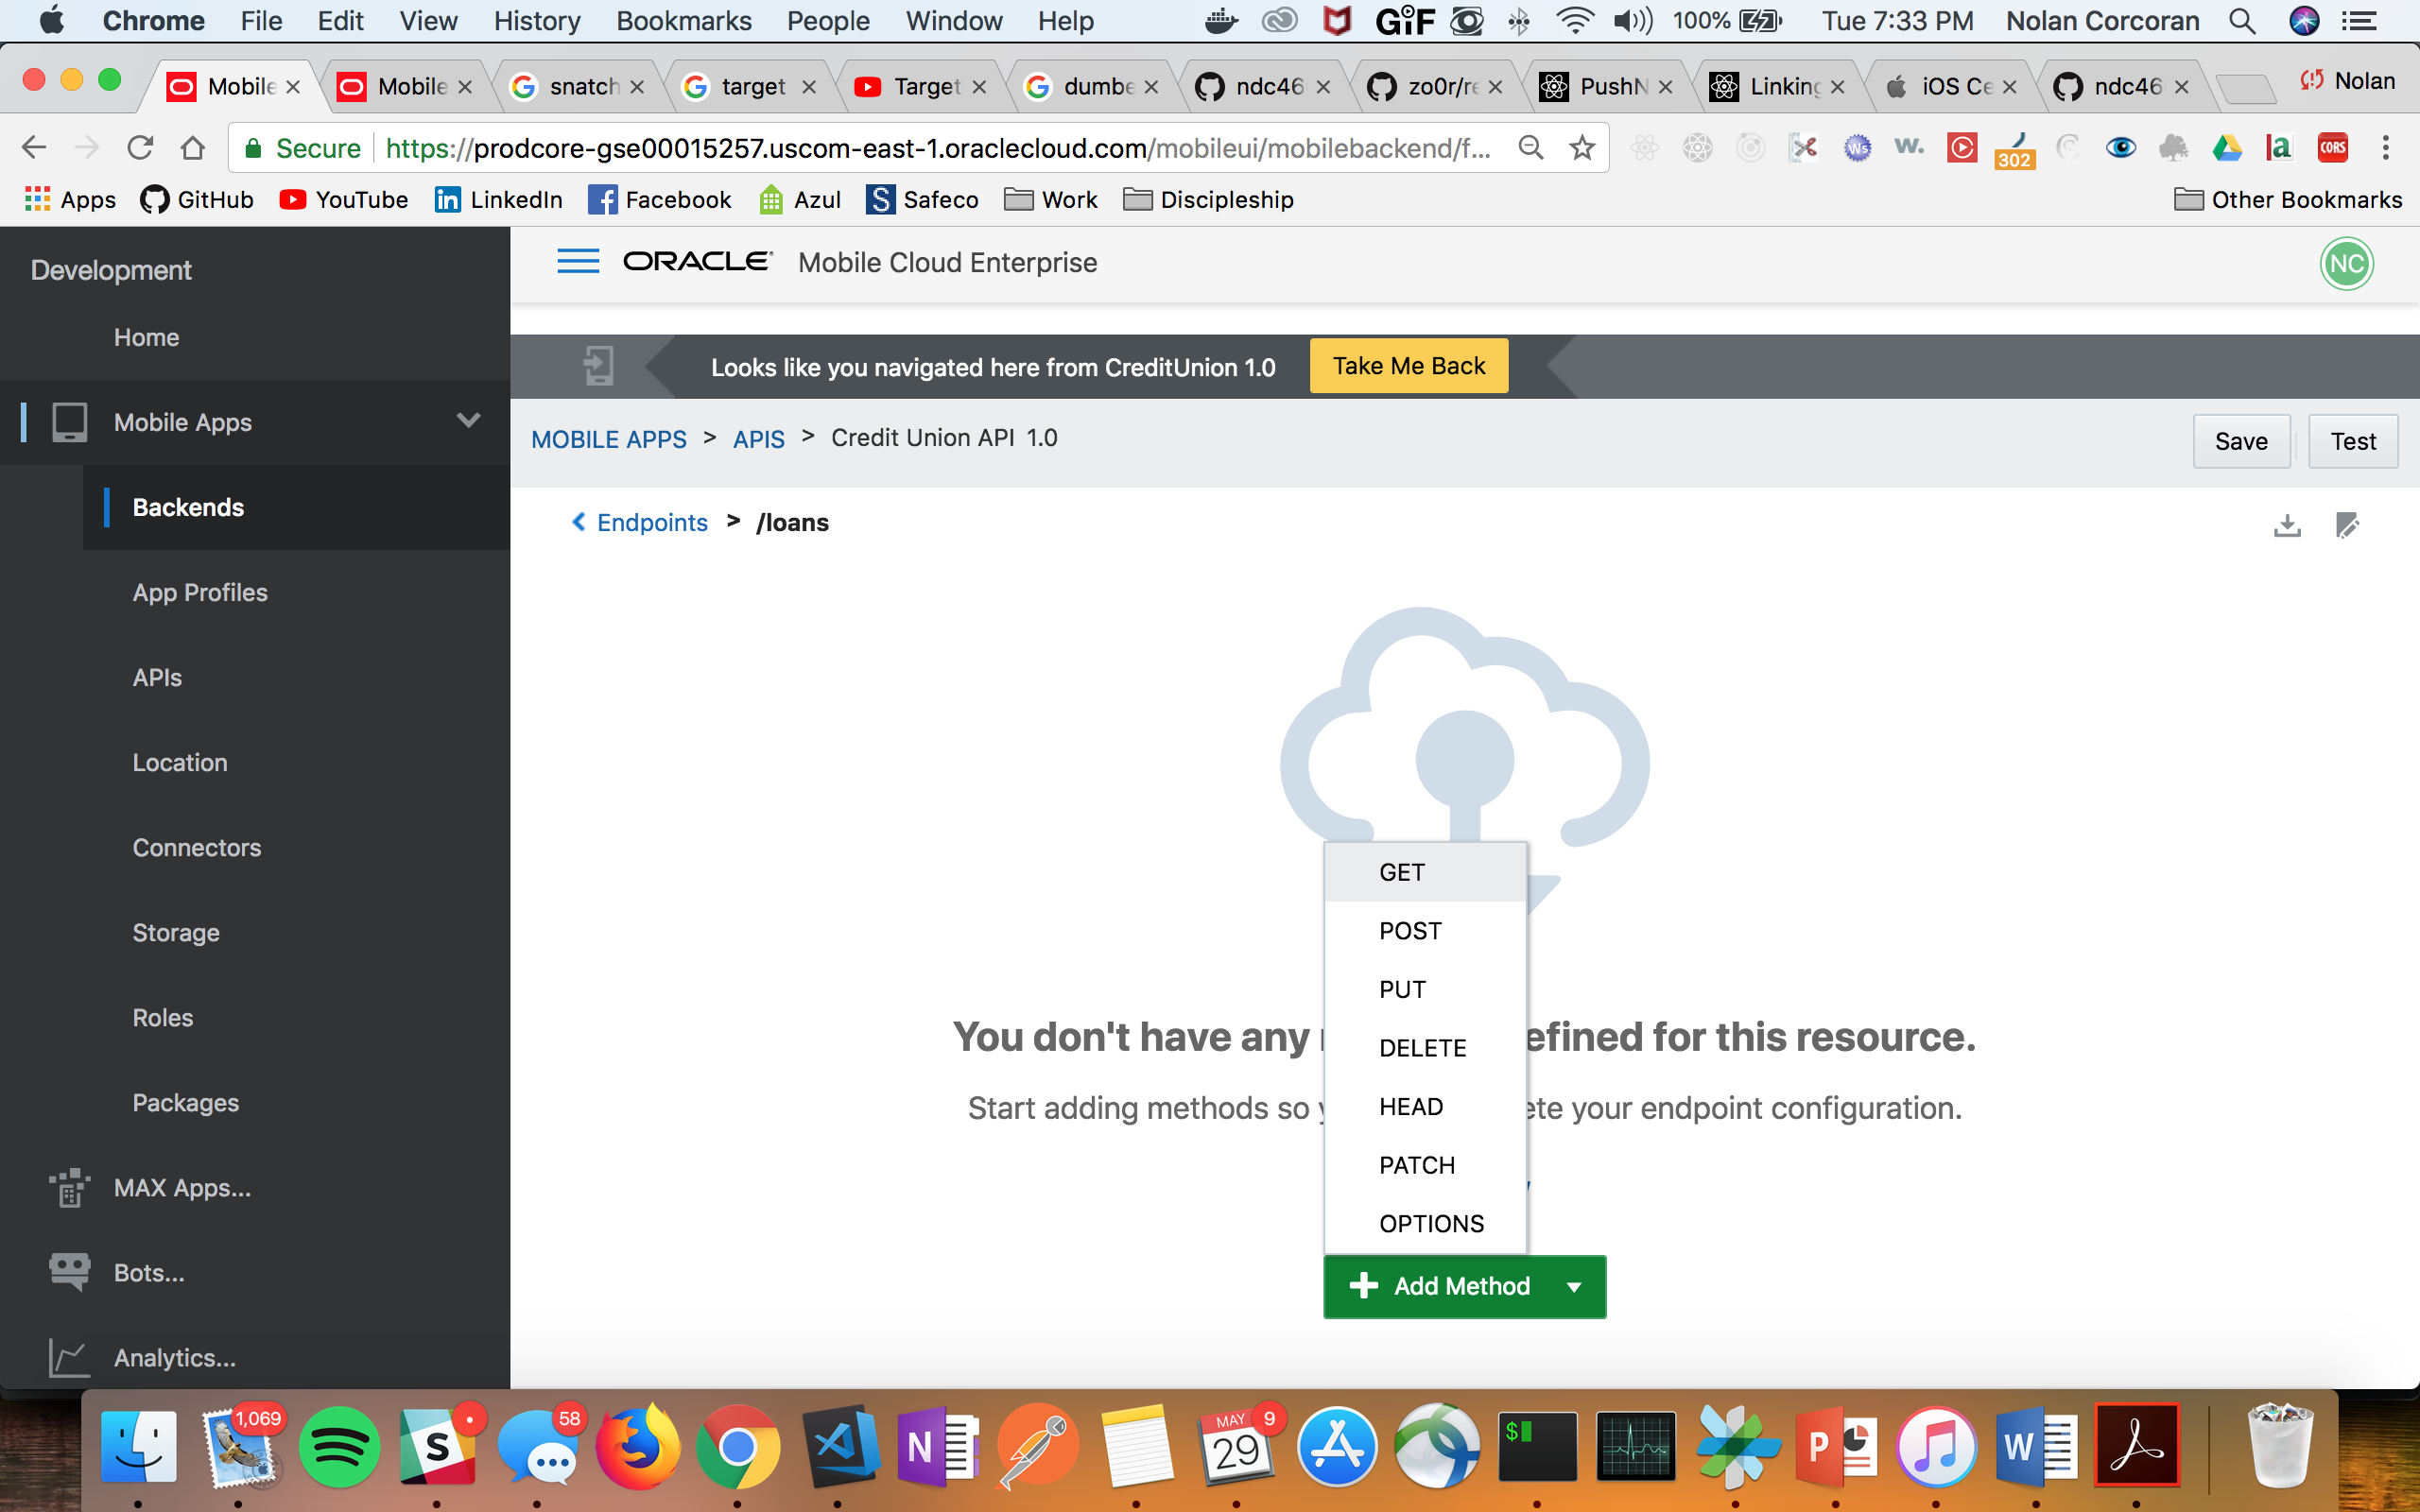 Chrome File Edit View History Bookmarks People Window Help GIF 100% Tue 7:33 PM Nolan Corcoran
Mobile Mobile snatch target Target dumbe ndc46 zo0r/re PushN Linking iOS Ce ndc46 Nolan
Secure https://prodcore-gse00015257.uscom-east-1.oraclecloud.com/mobileui/mobilebackend/f... Ws w. 302 a CORS
Apps GitHub YouTube LinkedIn Facebook Azul S Safeco Work Discipleship Other Bookmarks
Development
Home
Mobile Apps
Backends
App Profiles
APIs
Location
Connectors
Storage
Roles
Packages
MAX Apps...
Bots...
Analytics...
ORACLE Mobile Cloud Enterprise NC
Looks like you navigated here from CreditUnion 1.0 Take Me Back
MOBILE APPS > APIS > Credit Union API 1.0 Save Test
Endpoints > /loans
GET
POST
PUT
DELETE
HEAD
PATCH
OPTIONS
You don't have any efined for this resource.
Start adding methods so ete your endpoint configuration.
Add Method
1,069 S 58 N MAY 29 9 $ P W